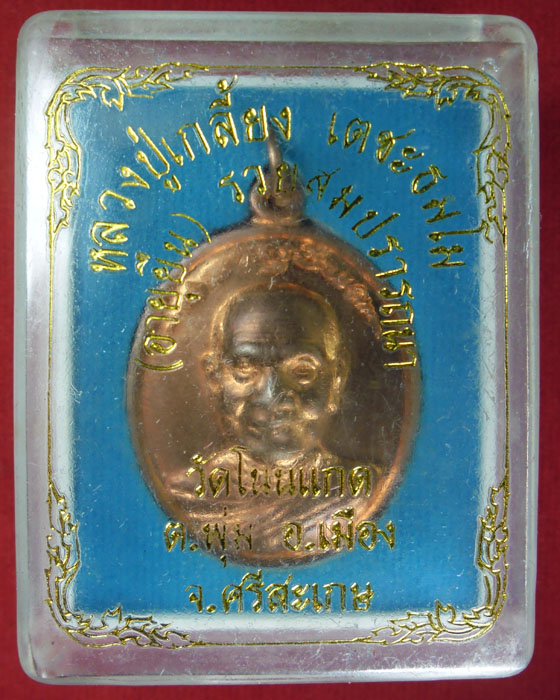 หลวงปู่เกลี้ยง เตชะธมฺโม
(อายุยืน) รวยสมปรารถนา
วัดโนนแกด
ต.พุ่ม อ.เมือง
จ.ศรีสะเกษ